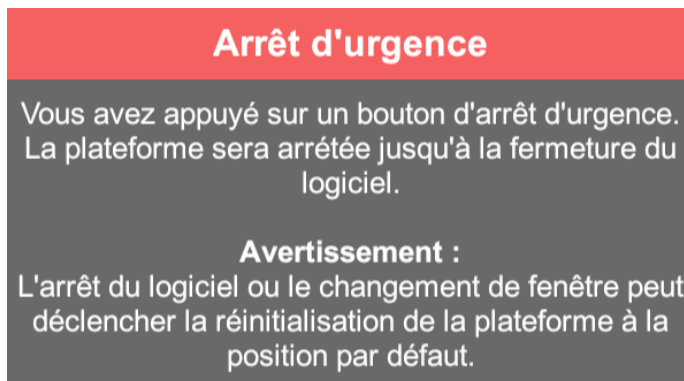 Arrêt d'urgence
Vous avez appuyé sur un bouton d'arrêt d'urgence.
La plateforme sera arrétée jusqu'à la fermeture du
logiciel.
Avertissement :
L'arrêt du logiciel ou le changement de fenêtre peut
déclencher la réinitialisation de la plateforme à la
position par défaut.